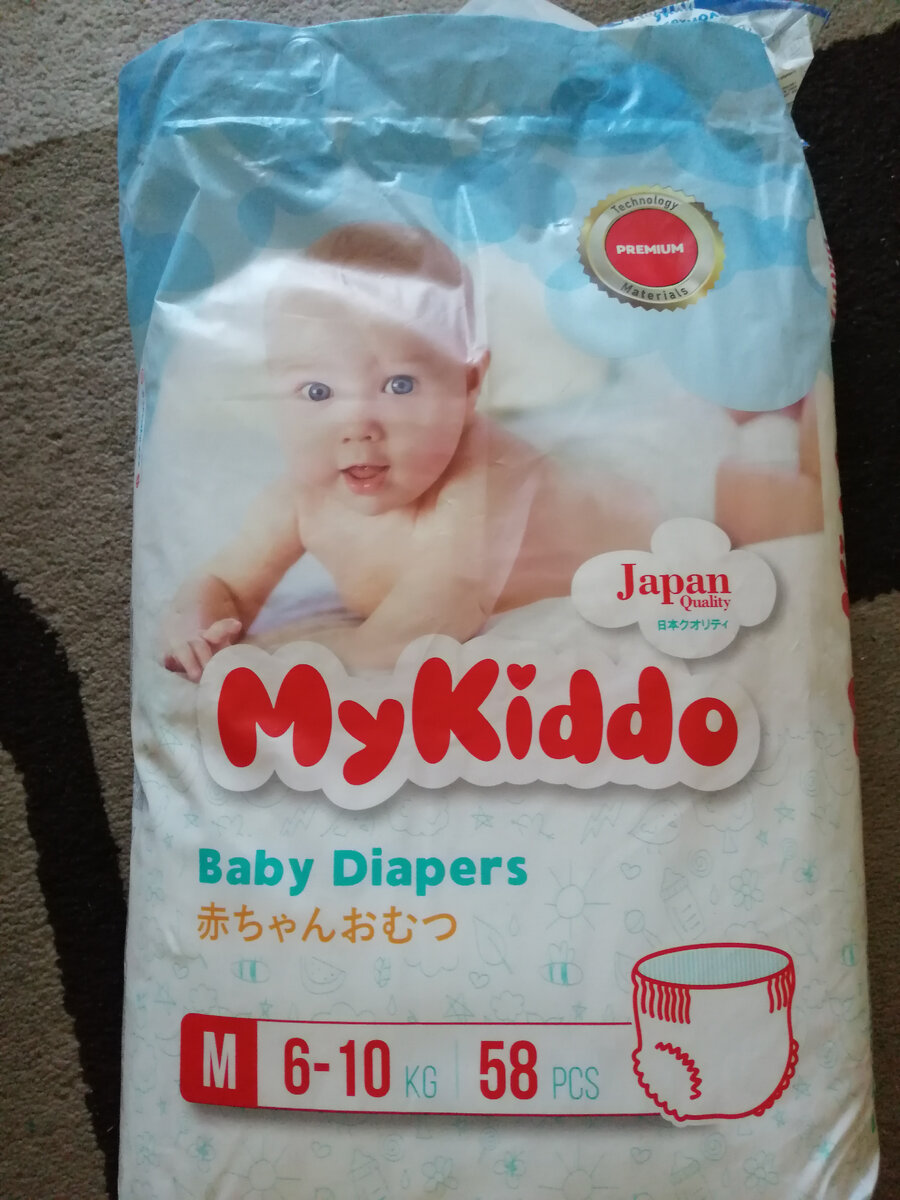 Technology
PREMIUM
Materials
Japan
Quality
日本クオリティ
MyKiddo
Baby Diapers
赤ちゃんおむつ
M 6-10 KG 58 PCS